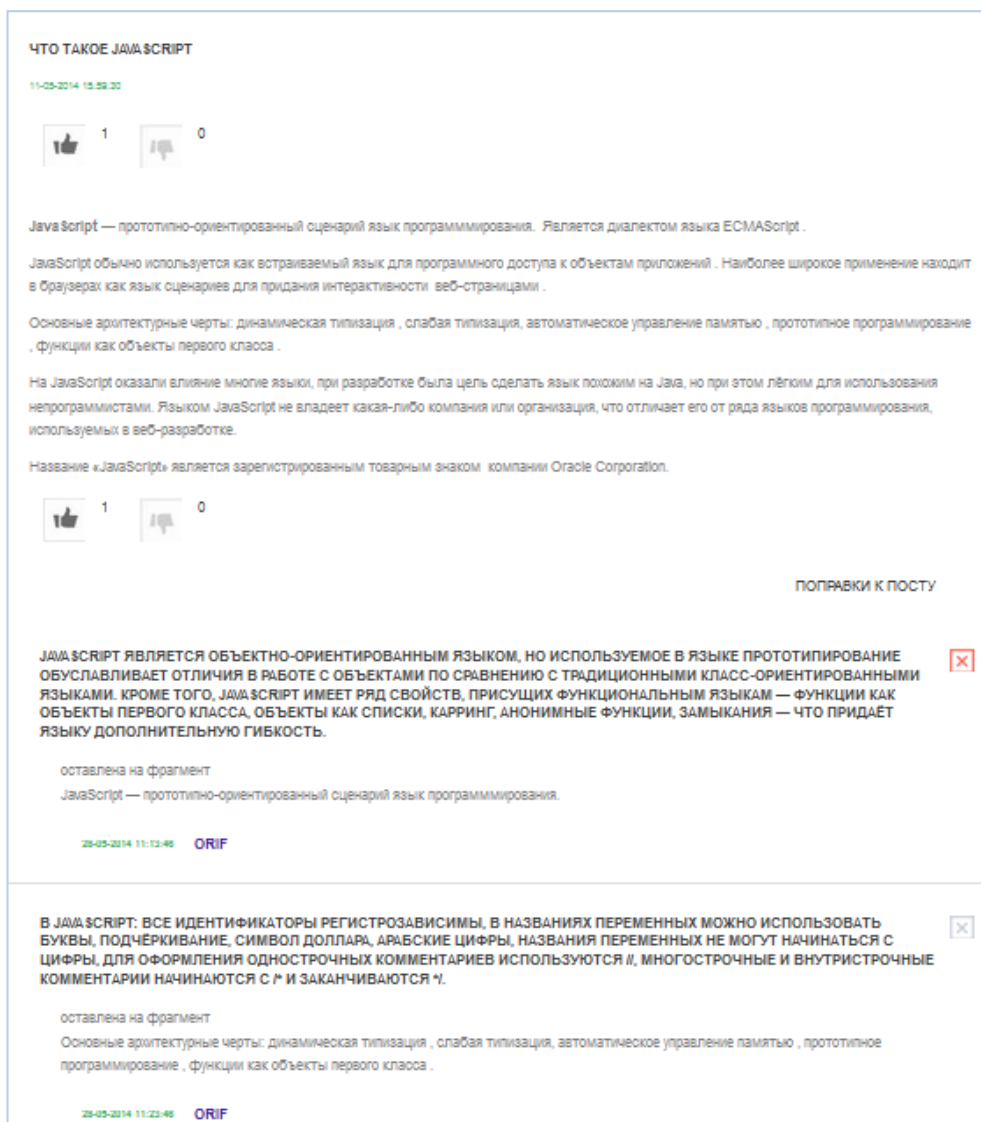 ЧТО ТАКОЕ JAVASCRIPT
11-05-2014 15:59:20
1 0
JavaScript — прототипно-ориентированный сценарий язык программмирования. Является диалектом языка ECMAScript .
JavaScript обычно используется как встраиваемый язык для программного доступа к объектам приложений . Наиболее широкое применение находит
в браузерах как язык сценариев для придания интерактивности веб-страницами .
Основные архитектурные черты: динамическая типизация , слабая типизация, автоматическое управление памятью , прототипное программирование
, функции как объекты первого класса .
На JavaScript оказали влияние многие языки, при разработке была цель сделать язык похожим на Java, но при этом лёгким для использования
непрограммистами. Языком JavaScript не владеет какая-либо компания или организация, что отличает его от ряда языков программирования,
используемых в веб-разработке.
Название «JavaScript» является зарегистрированным товарным знаком компании Oracle Corporation.
1 0
ПОПРАВКИ К ПОСТУ
JAVASCRIPT ЯВЛЯЕТСЯ ОБЪЕКТНО-ОРИЕНТИРОВАННЫМ ЯЗЫКОМ, НО ИСПОЛЬЗУЕМОЕ В ЯЗЫКЕ ПРОТОТИПИРОВАНИЕ
ОБУСЛАВЛИВАЕТ ОТЛИЧИЯ В РАБОТЕ С ОБЪЕКТАМИ ПО СРАВНЕНИЮ С ТРАДИЦИОННЫМИ КЛАСС-ОРИЕНТИРОВАННЫМИ
ЯЗЫКАМИ. КРОМЕ ТОГО, JAVASCRIPT ИМЕЕТ РЯД СВОЙСТВ, ПРИСУЩИХ ФУНКЦИОНАЛЬНЫМ ЯЗЫКАМ — ФУНКЦИИ КАК
ОБЪЕКТЫ ПЕРВОГО КЛАССА, ОБЪЕКТЫ КАК СПИСКИ, КАРРИНГ, АНОНИМНЫЕ ФУНКЦИИ, ЗАМЫКАНИЯ — ЧТО ПРИДАЁТ
ЯЗЫКУ ДОПОЛНИТЕЛЬНУЮ ГИБКОСТЬ.
оставлена на фрагмент
JavaScript — прототипно-ориентированный сценарий язык программмирования.
28-05-2014 11:13:46 ORIF
В JAVASCRIPT: ВСЕ ИДЕНТИФИКАТОРЫ РЕГИСТРОЗАВИСИМЫ, В НАЗВАНИЯХ ПЕРЕМЕННЫХ МОЖНО ИСПОЛЬЗОВАТЬ
БУКВЫ, ПОДЧЁРКИВАНИЕ, СИМВОЛ ДОЛЛАРА, АРАБСКИЕ ЦИФРЫ, НАЗВАНИЯ ПЕРЕМЕННЫХ НЕ МОГУТ НАЧИНАТЬСЯ С
ЦИФРЫ, ДЛЯ ОФОРМЛЕНИЯ ОДНОСТРОЧНЫХ КОММЕНТАРИЕВ ИСПОЛЬЗУЮТСЯ //, МНОГОСТРОЧНЫЕ И ВНУТРИСТРОЧНЫЕ
КОММЕНТАРИИ НАЧИНАЮТСЯ С /* И ЗАКАНЧИВАЮТСЯ */.
оставлена на фрагмент
Основные архитектурные черты: динамическая типизация , слабая типизация, автоматическое управление памятью , прототипное
программирование , функции как объекты первого класса .
28-05-2014 11:23:46 ORIF